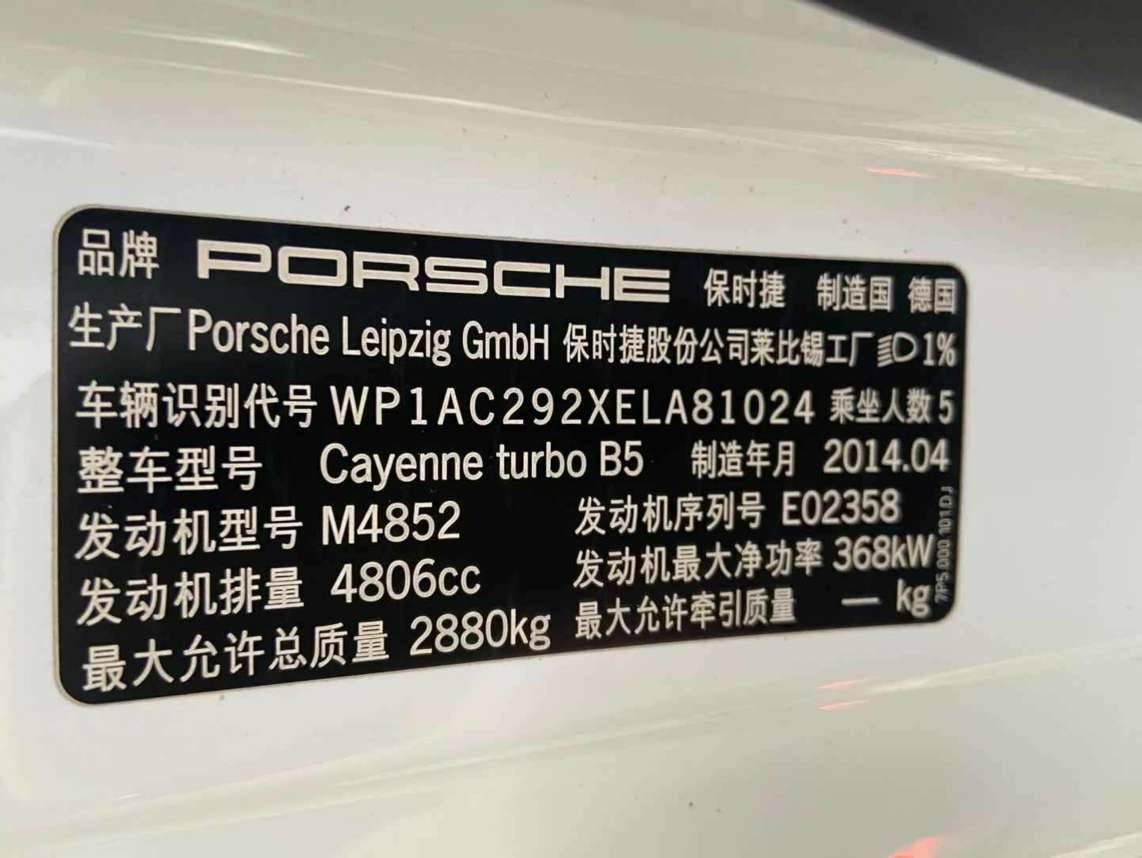 品牌 PORSCHE 保时捷 制造国 德国
生产厂 Porsche Leipzig GmbH 保时捷股份公司莱比锡工厂 1%
车辆识别代号 WP1AC292XELA81024 乘坐人数 5
整车型号 Cayenne turbo B5 制造年月 2014.04
发动机型号 M4852 发动机序列号 E02358
发动机排量 4806cc 发动机最大净功率 368kW
最大允许总质量 2880kg 最大允许牵引质量 — kg
7P5.000.101.DJ